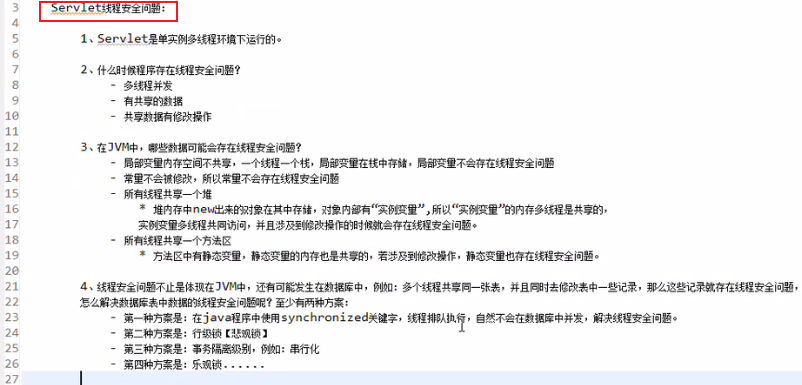 3 Servlet线程安全问题：
4
5 1、Servlet是单实例多线程环境下运行的。
6
7 2、什么时候程序存在线程安全问题？
8 - 多线程并发
9 - 有共享的数据
10 - 共享数据有修改操作
11
12 3、在JVM中，哪些数据可能会存在线程安全问题？
13 - 局部变量内存空间不共享，一个线程一个栈，局部变量在栈中存储，局部变量不会存在线程安全问题
14 - 常量不会被修改，所以常量不会存在线程安全问题
15 - 所有线程共享一个堆
16 * 堆内存中new出来的对象在其中存储，对象内部有“实例变量”,所以“实例变量”的内存多线程是共享的，
17 实例变量多线程共同访问，并且涉及到修改操作的时候就会存在线程安全问题。
18 - 所有线程共享一个方法区
19 * 方法区中有静态变量，静态变量的内存也是共享的，若涉及到修改操作，静态变量也存在线程安全问题。
20
21 4、线程安全问题不止是体现在JVM中，还有可能发生在数据库中，例如：多个线程共享同一张表，并且同时去修改表中一些记录，那么这些记录就存在线程安全问题，
22 怎么解决数据库表中数据的线程安全问题呢？至少有两种方案：
23 - 第一种方案是：在java程序中使用synchronized关键字，线程排队执行，自然不会在数据库中并发，解决线程安全问题。
24 - 第二种方案是：行级锁【悲观锁】
25 - 第三种方案是：事务隔离级别，例如：串行化
26 - 第四种方案是：乐观锁......
27